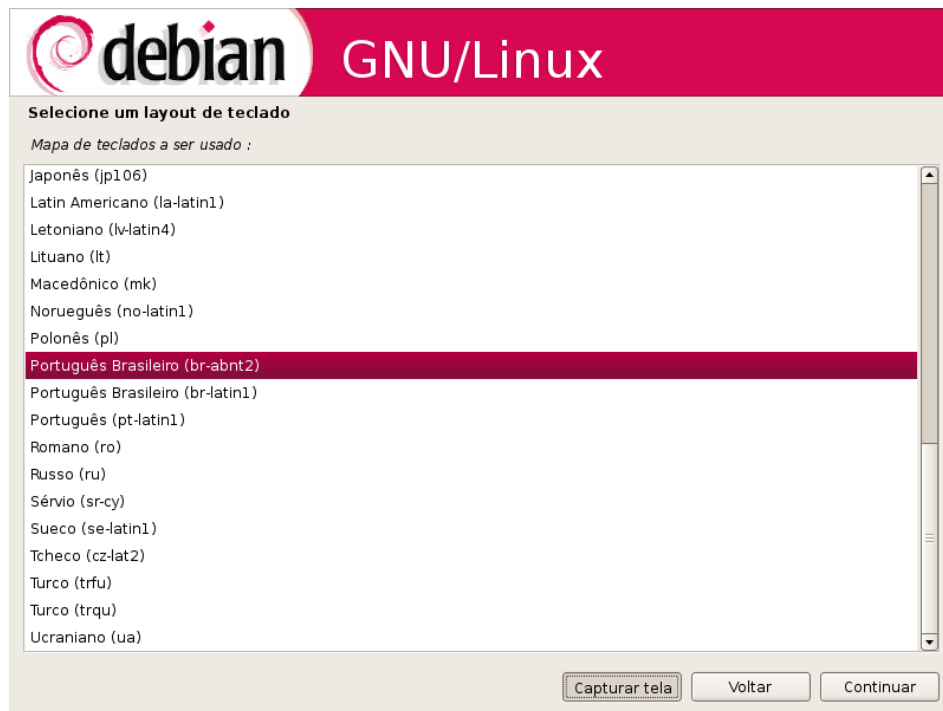 debian GNU/Linux
Selecione um layout de teclado
Mapa de teclados a ser usado :
Japonês (jp106)
Latin Americano (la-latin1)
Letoniano (lv-latin4)
Lituano (lt)
Macedônico (mk)
Norueguês (no-latin1)
Polonês (pl)
Português Brasileiro (br-abnt2)
Português Brasileiro (br-latin1)
Português (pt-latin1)
Romano (ro)
Russo (ru)
Sérvio (sr-cy)
Sueco (se-latin1)
Tcheco (cz-lat2)
Turco (trfu)
Turco (trqu)
Ucraniano (ua)
Capturar tela Voltar Continuar